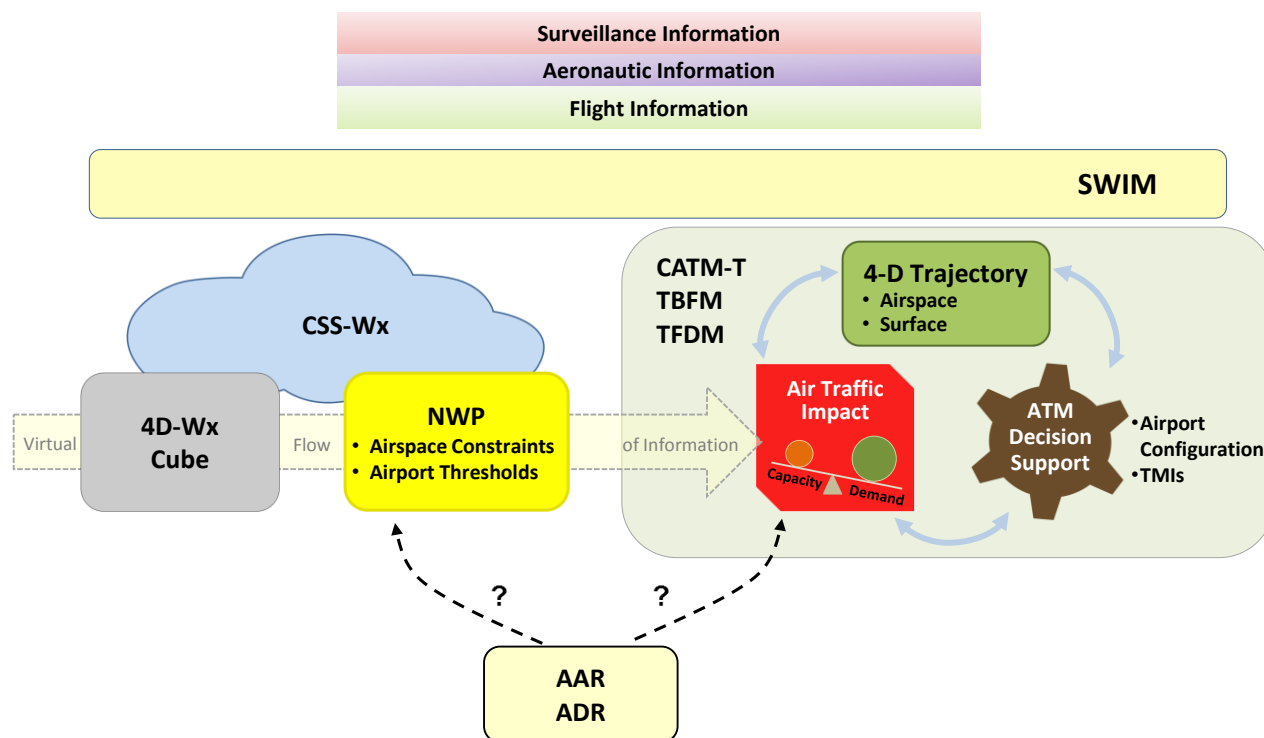 Surveillance Information
Aeronautic Information
Flight Information
SWIM
CSS-Wx
CATM-T
TBFM
TFDM
4-D Trajectory
• Airspace
• Surface
Virtual
4D-Wx
Cube
Flow
NWP
• Airspace Constraints
• Airport Thresholds
of Information
Air Traffic
Impact
Capacity
Demand
ATM
Decision
Support
•Airport
Configuration
•TMIs
?
?
AAR
ADR